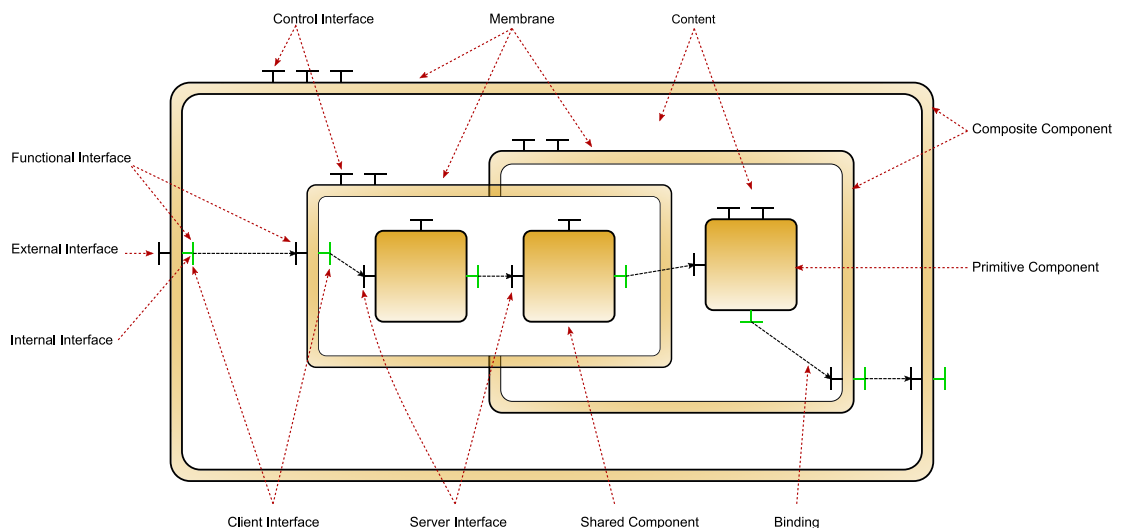 Control Interface
Membrane
Content
Composite Component
Functional Interface
External Interface
Primitive Component
Internal Interface
Client Interface
Server Interface
Shared Component
Binding